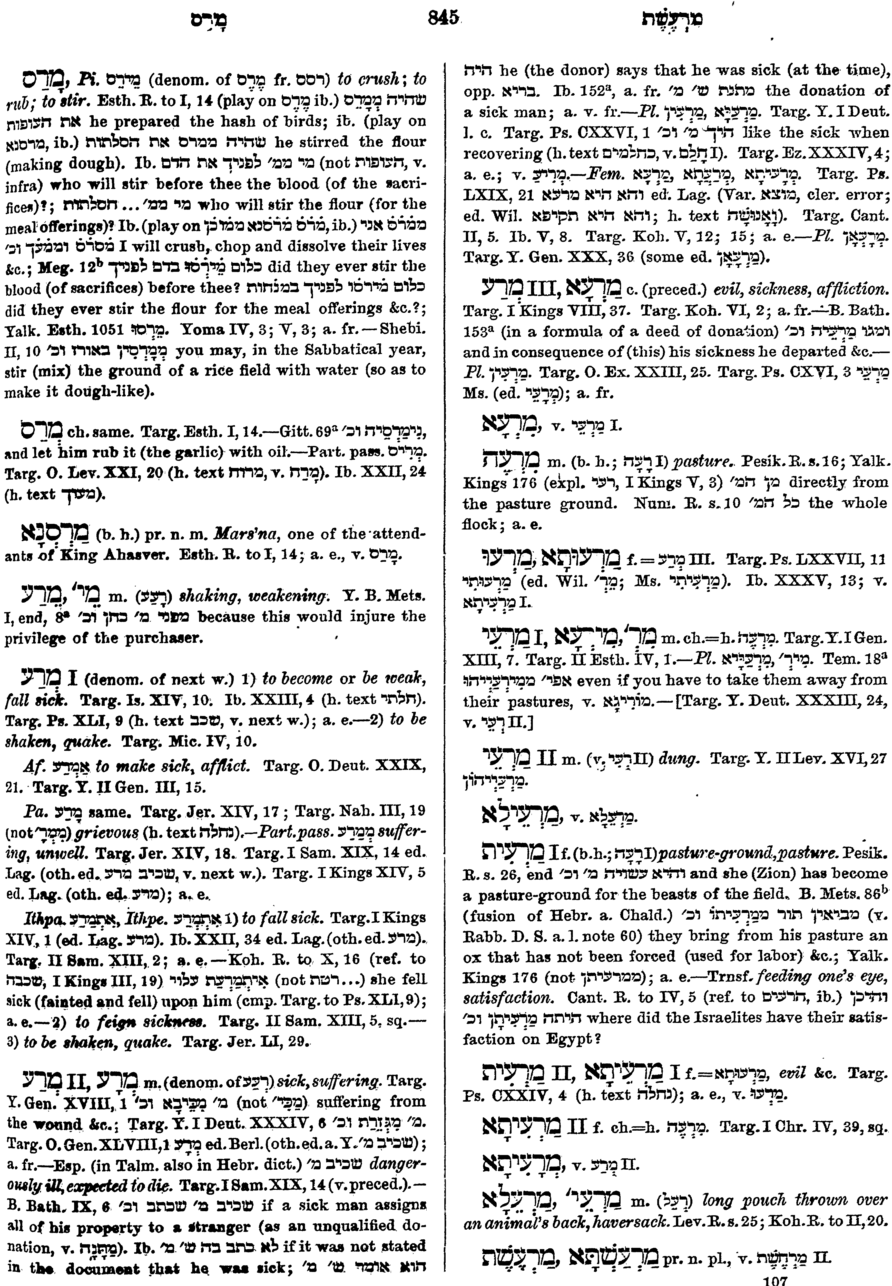 מָרַס 845 מַרְעֶשֶׁת
מָרַס, Pi. מֵירַס (denom. of מֶרֶס fr. רסס) to crush; to
rub; to stir. Esth. R. to I, 14 (play on מֶרֶס ib.) שהיה מְמָרֵס
את העופות he prepared the hash of birds; ib. (play on
מרסנא, ib.) שהיה ממרס את הסלתות he stirred the flour
(making dough). Ib. מי ממ׳ לפניך את הדם (not העופות, v.
infra) who will stir before thee the blood (of the sacri-
fices)?; מי ממ׳ ... הסלתות who will stir the flour (for the
meal offerings)? Ib. (play on מרס מרסנא ממוכן, ib.) ממרס אני
מסרס וממעך וכ׳ I will crush, chop and dissolve their lives
&c.; Meg. 12b כלום מֵירְסוּ בדם לפניך did they ever stir the
blood (of sacrifices) before thee? כלום מירסו לפניך במנחות
did they ever stir the flour for the meal offerings &c.?;
Yalk. Esth. 1051 מֵרְסוּ. Yoma IV, 3; V, 3; a. fr.—Shebi.
II, 10 מְמָרְסִין באורז וכ׳ you may, in the Sabbatical year,
stir (mix) the ground of a rice field with water (so as to
make it dough-like).
מְרַס ch. same. Targ. Esth. I, 14.—Gitt. 69a נִימַרְסֵיהּ וכ׳,
and let him rub it (the garlic) with oil.—Part. pass. מְרִיס.
Targ. O. Lev. XXI, 20 (h. text מרוח, v. מָרַח). Ib. XXII, 24
(h. text מעוך).
מַרְסְנָא (b. h.) pr. n. m. Mars'na, one of the attend-
ants of King Ahasver. Esth. R. to I, 14; a. e., v. מָרַס.
מֵרַע, מֵי׳ m. (רָעַע) shaking, weakening. Y. B. Mets.
I, end, 8a מפני מ׳ כחן וכ׳ because this would injure the
privilege of the purchaser.
מְרַע I (denom. of next w.) 1) to become or be weak,
fall sick. Targ. Is. XIV, 10. Ib. XXIII, 4 (h. text חלתי).
Targ. Ps. XLI, 9 (h. text שכב, v. next w.); a. e.—2) to be
shaken, quake. Targ. Mic. IV, 10.
Af. אַמְרַע to make sick, afflict. Targ. O. Deut. XXIX,
21. Targ. Y. II Gen. III, 15.
Pa. מָרַע same. Targ. Jer. XIV, 17; Targ. Nah. III, 19
(not מְמַר׳) grievous (h. text נחלה).—Part. pass. מְמָרַע suffer-
ing, unwell. Targ. Jer. XIV, 18. Targ. I Sam. XIX, 14 ed.
Lag. (oth. ed. שכיב מרע, v. next w.). Targ. I Kings XIV, 5
ed. Lag. (oth. ed. מרע); a. e.
Ithpa. אִתְמָרַע, Ithpe. אִתְמְרַע 1) to fall sick. Targ. I Kings
XIV, 1 (ed. Lag. מרע). Ib. XXII, 34 ed. Lag. (oth. ed. מרע).
Targ. II Sam. XIII, 2; a. e.—Koh. R. to X, 16 (ref. to
שכבה, I Kings III, 19) אִיתְמָרְעַת עלוי (not רשת...) she fell
sick (fainted and fell) upon him (cmp. Targ. to Ps. XLI, 9);
a. e.—2) to feign sickness. Targ. II Sam. XIII, 5, sq.—
3) to be shaken, quake. Targ. Jer. LI, 29.
מְרַע II, מְרָע m. (denom. of רָעַע) sick, suffering. Targ.
Y. Gen. XVIII, 1 מ׳ מִכֵּיבָא וכ׳ (not מַכֵּי׳) suffering from
the wound &c.; Targ. Y. I Deut. XXXIV, 6 מ׳ מִגְּזֵרַת וכ׳.
Targ. O. Gen. XLVIII, 1 מְרַע ed. Berl. (oth. ed. a. Y. שכיב מ׳);
a. fr.—Esp. (in Talm. also in Hebr. dict.) שכיב מ׳ danger-
ously ill, expected to die. Targ. I Sam. XIX, 14 (v. preced.).—
B. Bath. IX, 6 שכיב מ׳ שכתב וכ׳ if a sick man assigns
all of his property to a stranger (as an unqualified do-
nation, v. מַתָּנָה). Ib. לא כתב בה ש׳ מ׳ if it was not stated
in the document that he was sick; הוא אומר ש׳ מ׳
היה he (the donor) says that he was sick (at the time),
opp. בריא. Ib. 152a, a. fr. מתנת ש׳ מ׳ the donation of
a sick man; a. v. fr.—Pl. מַרְעַיָּא, מַרְעִין. Targ. Y. I Deut.
l. c. Targ. Ps. CXXVI, 1 היך מ׳ וכ׳ like the sick when
recovering (h. text כחלמים, v. חָלַם I). Targ. Ez. XXXIV, 4;
a. e.; v. מְרִיעַ.—Fem. מַרְעָא, מַרְעֲתָא, מַרְעִיתָא. Targ. Ps.
LXIX, 21 והא היא מרעא ed. Lag. (Var. מוצא, cler. error;
ed. Wil. והא היא תקיפא; h. text וָאָנוּשָׁה). Targ. Cant.
II, 5. Ib. V, 8. Targ. Koh. V, 12; 15; a. e.—Pl. מַרְעָאן.
Targ. Y. Gen. XXX, 36 (some ed. מְרָעָאן).
מְרַע III, מַרְעָא c. (preced.) evil, sickness, affliction.
Targ. I Kings VIII, 37. Targ. Koh. VI, 2; a. fr.—B. Bath.
153a (in a formula of a deed of donation) ומגו מַרְעֵיהּ וכ׳
and in consequence of (this) his sickness he departed &c.—
Pl. מַרְעִין. Targ. O. Ex. XXIII, 25. Targ. Ps. CXVI, 3 מַרְעֵי
Ms. (ed. מְרָעֵי); a. fr.
מִרְעָא, v. מַרְעֵי I.
מִרְעֶה m. (b. h.; רָעָה I) pasture. Pesik. R. s. 16; Yalk.
Kings 176 (expl. רעי, I Kings V, 3) מן המ׳ directly from
the pasture ground. Num. R. s. 10 כל המ׳ the whole
flock; a. e.
מַרְעוּתָא, מַרְעוּ f. = מְרַע III. Targ. Ps. LXXVII, 11
מַרְעוּתִי (ed. Wil. מְר׳; Ms. מַרְעִיתִי). Ib. XXXV, 13; v.
מַרְעִיתָא I.
מַרְעֵי I, מִר׳, מִירְעָא m. ch.=h. מִרְעֶה. Targ. Y. I Gen.
XIII, 7. Targ. II Esth. IV, 1.—Pl. מִרְעַיָּיא, מִיר׳. Tem. 18a
אפי׳ ממירעייהו even if you have to take them away from
their pastures, v. מוֹרִיגָא.—[Targ. Y. Deut. XXXIII, 24,
v. רְעֵי II.]
מַרְעֵי II m. (v. רְעֵי II) dung. Targ. Y. II Lev. XVI, 27
מַרְעֵיהוֹן.
מַרְעֵילָא, v. מַרְעֵלָא.
מַרְעִית I f. (b. h.; רָעָה I) pasture-ground, pasture. Pesik.
R. s. 26, end והיא עשויה מ׳ וכ׳ and she (Zion) has become
a pasture-ground for the beasts of the field. B. Mets. 86b
(fusion of Hebr. a. Chald.) מביאין תור ממרעיתו וכ׳ (v.
Rabb. D. S. a. l. note 60) they bring from his pasture an
ox that has not been forced (used for labor) &c.; Yalk.
Kings 176 (not ממרעיתן); a. e.—Trnsf. feeding one's eye,
satisfaction. Cant. R. to IV, 5 (ref. to הרעים, ib.) והיכן
היתה מַרְעִיתָן וכ׳ where did the Israelites have their satis-
faction on Egypt?
מַרְעִית II, מַרְעִיתָא I f.=מַרְעוּתָא, evil &c. Targ.
Ps. CXXIV, 4 (h. text נחלה); a. e., v. מַרְעוּ.
מַרְעִיתָא II f. ch.=h. מִרְעֶה. Targ. I Chr. IV, 39, sq.
מַרְעִיתָא, v. מְרַע II.
מַרְעֵלָא, מַרְעֵי׳ m. (רָעַל) long pouch thrown over
an animal's back, haversack. Lev. R. s. 25; Koh. R. to II, 20.
מַרְעֶשֶׁת, מַרְעַשְׁתָּא pr. n. pl., v. מַרְחֶשֶׁת II.
107